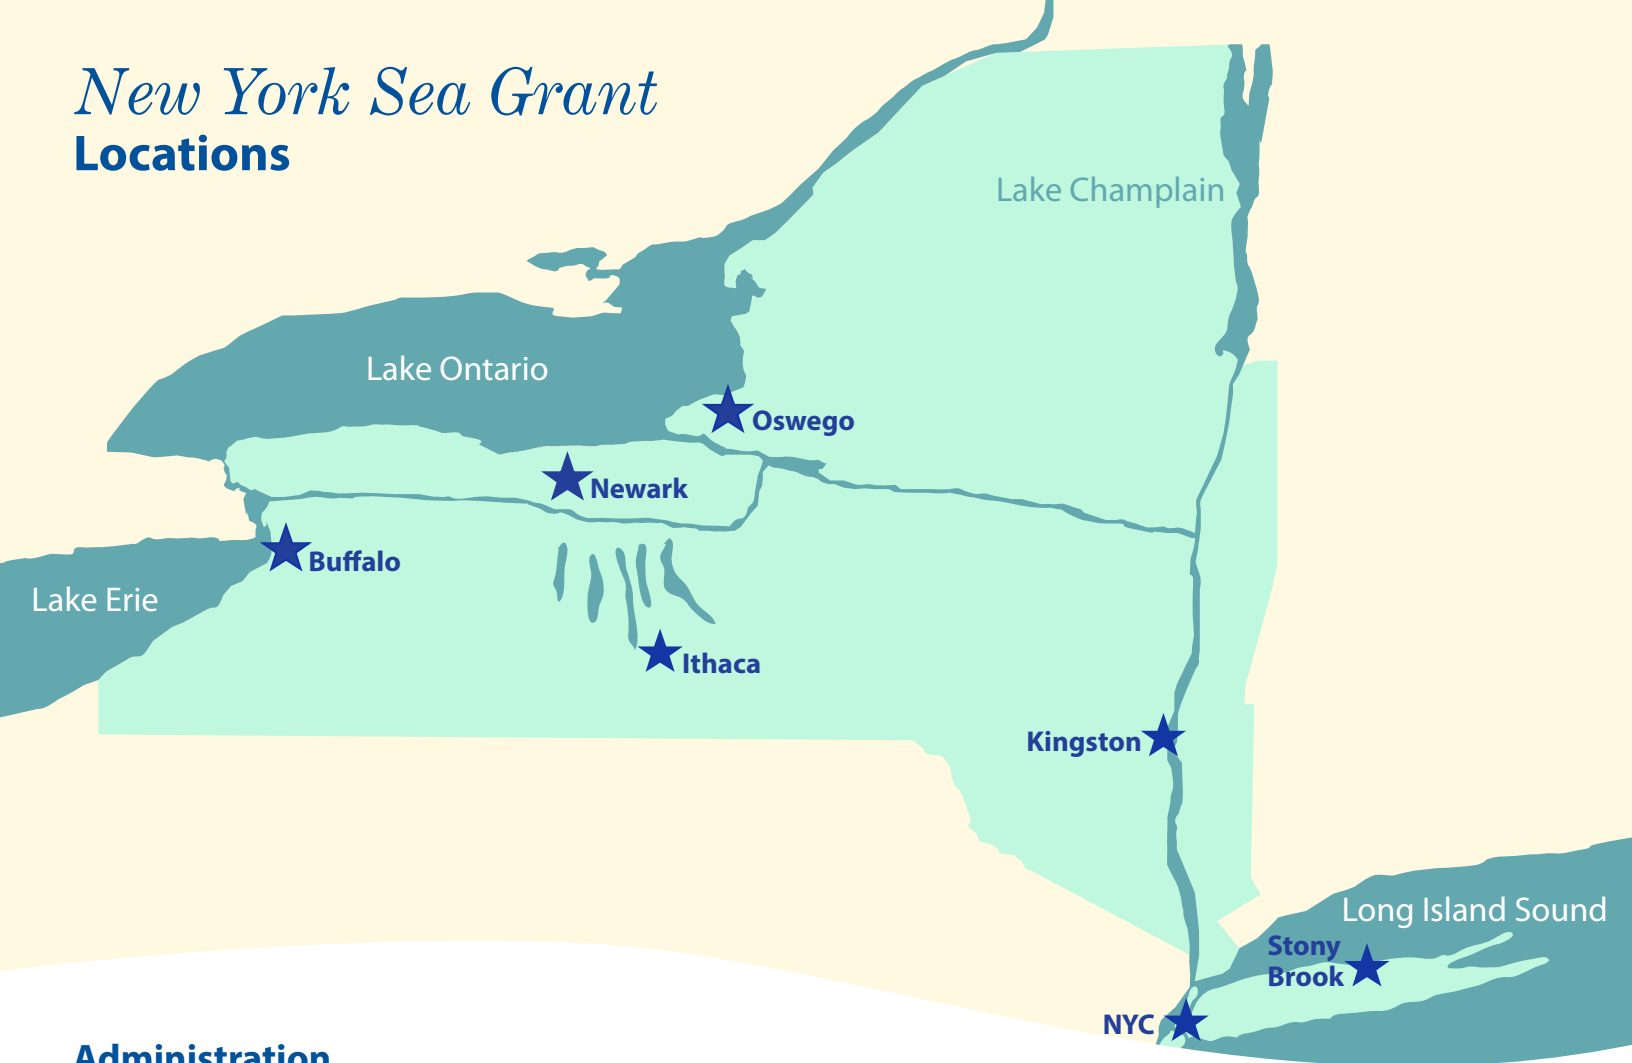 New York Sea Grant
Locations
Lake Champlain
Lake Ontario
Oswego
Newark
Buffalo
Lake Erie
Ithaca
Kingston
Long Island Sound
Stony
Brook
NYC
Administration